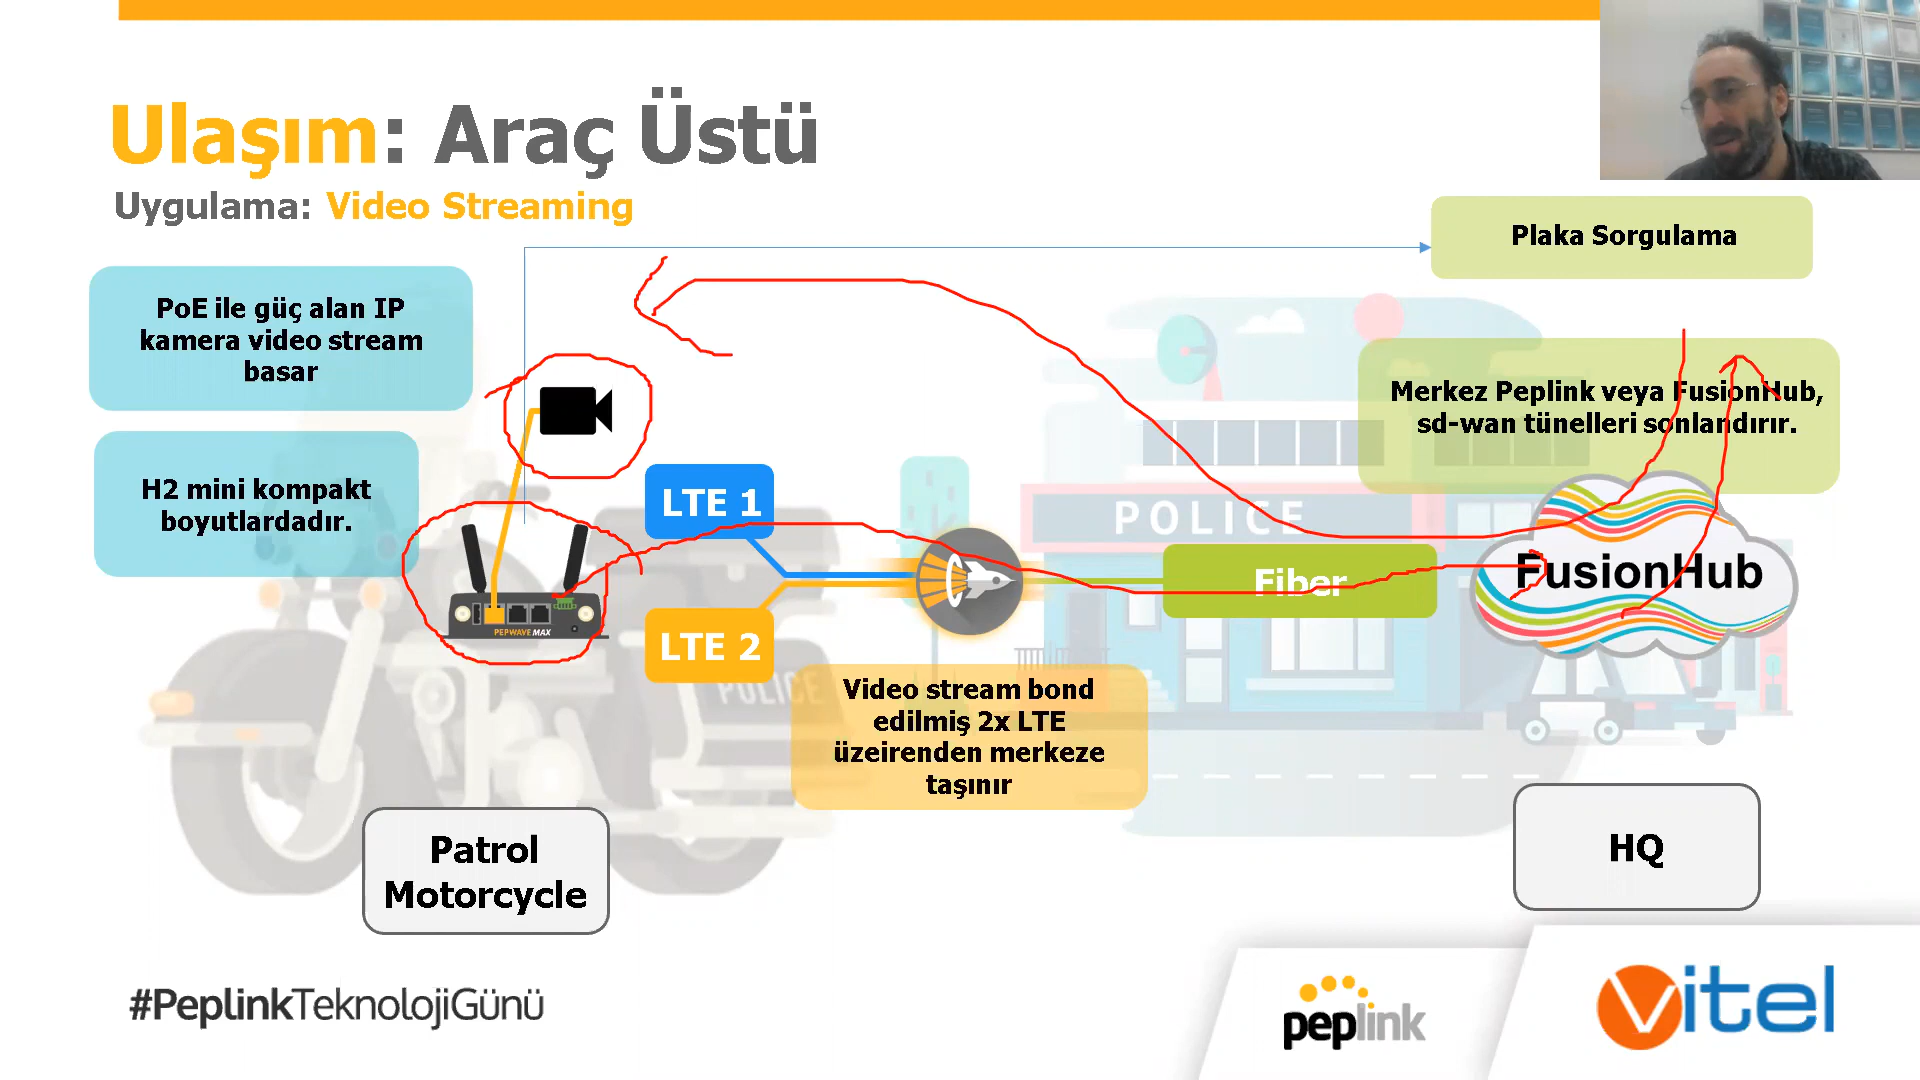 Ulaşım: Araç Üstü
Uygulama: Video Streaming
Plaka Sorgulama
PoE ile güç alan IP
kamera video stream
basar
Merkez Peplink veya FusionHub,
sd-wan tünelleri sonlandırır.
H2 mini kompakt
boyutlardadır.
LTE 1
POLICE
FusionHub
Fiber
PEPWAVE MAX
LTE 2
POLICE
Video stream bond
edilmiş 2x LTE
üzeirenden merkeze
taşınır
Patrol
Motorcycle
HQ
#PeplinkTeknolojiGünü
peplink
Vitel